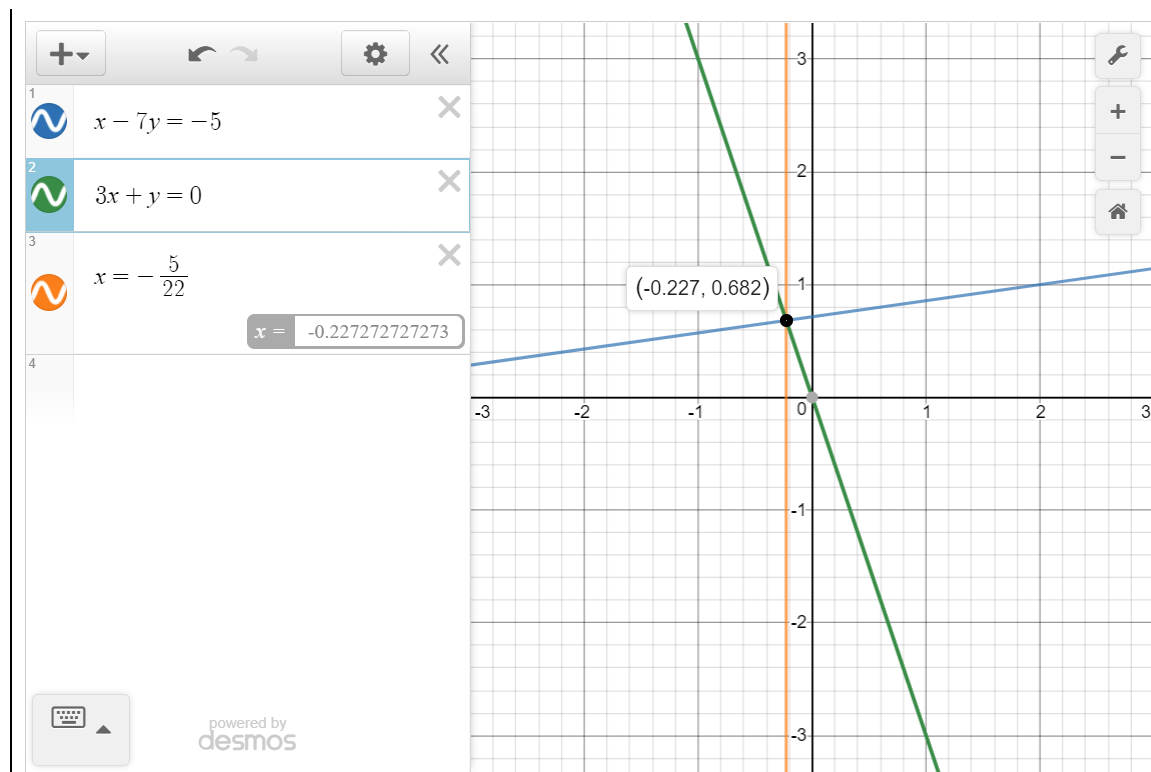 1
x − 7y = −5
2
3x + y = 0
3
x = − 5/22
x = -0.227272727273
4
powered by
desmos
(-0.227, 0.682)
3
2
1
-3 -2 -1 0 1 2 3
-1
-2
-3